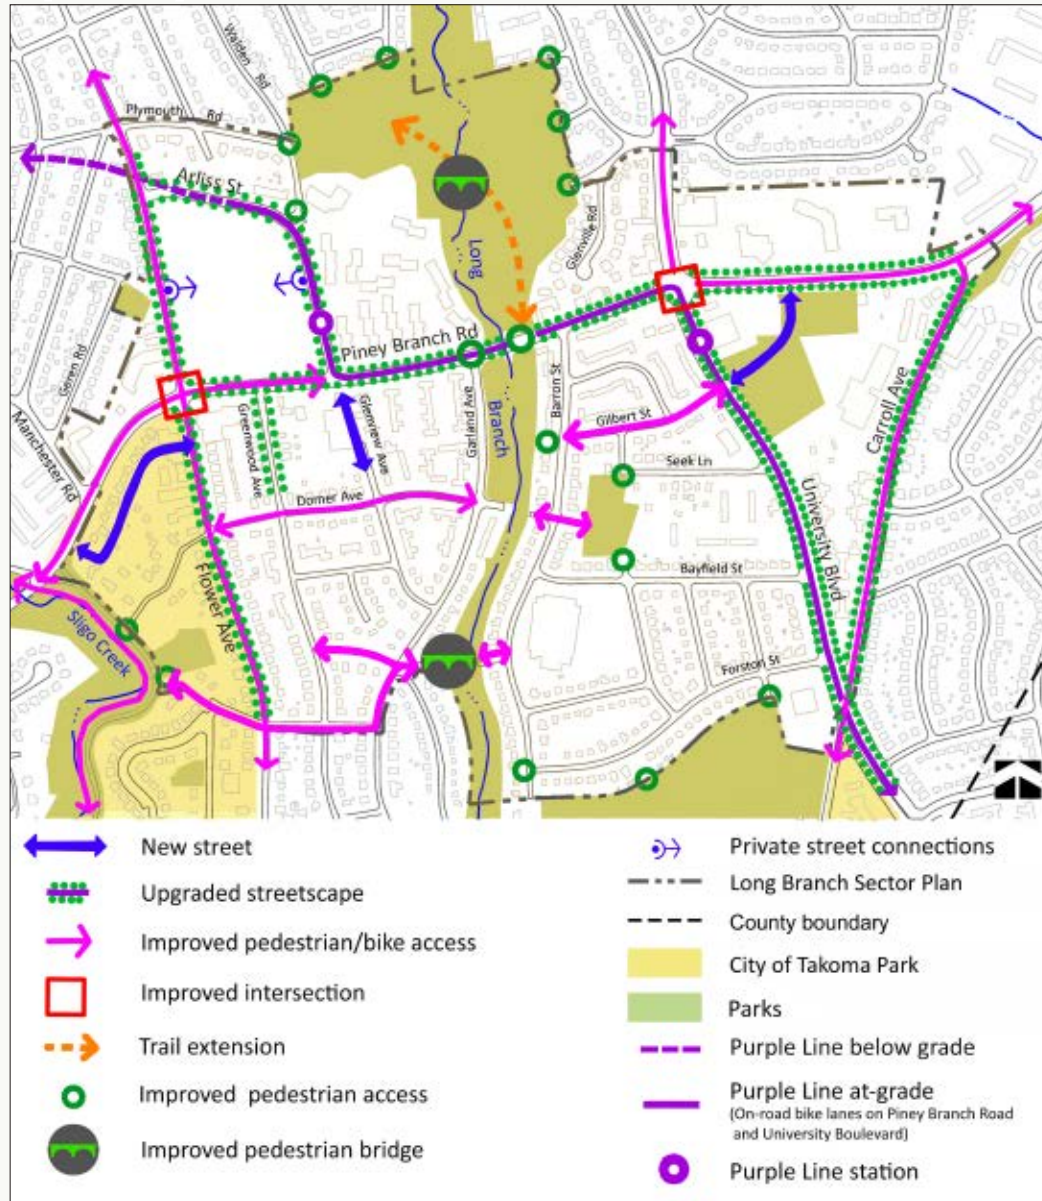 Walden Rd
Plymouth Rd
Arliss St
Long
Glenville Rd
Piney Branch Rd
Geren Rd
Manchester Rd
Greenwood Ave
Glenview Ave
Garland Ave
Branch
Barron St
Gilbert St
Seek Ln
Carroll Ave
Domer Ave
University Blvd
Bayfield St
Flower Ave
Sligo Creek
Forston St
New street
Upgraded streetscape
Improved pedestrian/bike access
Improved intersection
Trail extension
Improved pedestrian access
Improved pedestrian bridge
Private street connections
Long Branch Sector Plan
County boundary
City of Takoma Park
Parks
Purple Line below grade
Purple Line at-grade
(On-road bike lanes on Piney Branch Road
and University Boulevard)
Purple Line station